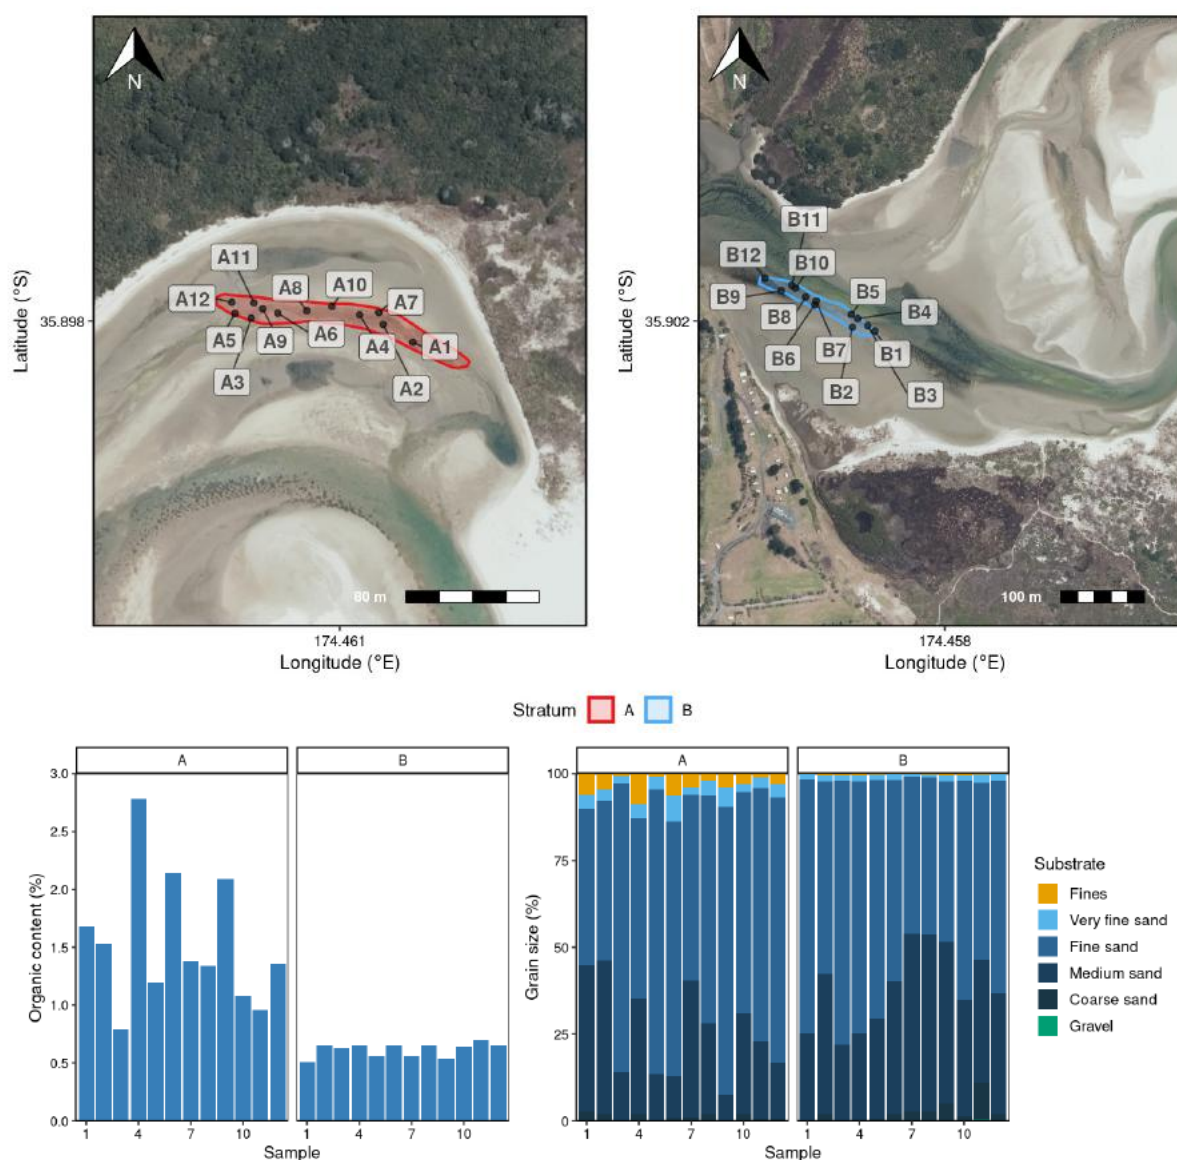 N
A11
A12
A8
A10
A7
A5
A9
A6
A4
A1
A3
A2
35.898
Latitude (°S)
60 m
174.461
Longitude (°E)
N
B11
B12
B10
B9
B5
B8
B4
B6
B7
B1
B2
B3
35.902
Latitude (°S)
100 m
174.458
Longitude (°E)
Stratum A B
A B
3.0
2.5
2.0
1.5
1.0
0.5
0.0
Organic content (%)
1 4 7 10 1 4 7 10
Sample
A B
100
75
50
25
0
Grain size (%)
1 4 7 10 1 4 7 10
Sample
Substrate
Fines
Very fine sand
Fine sand
Medium sand
Coarse sand
Gravel